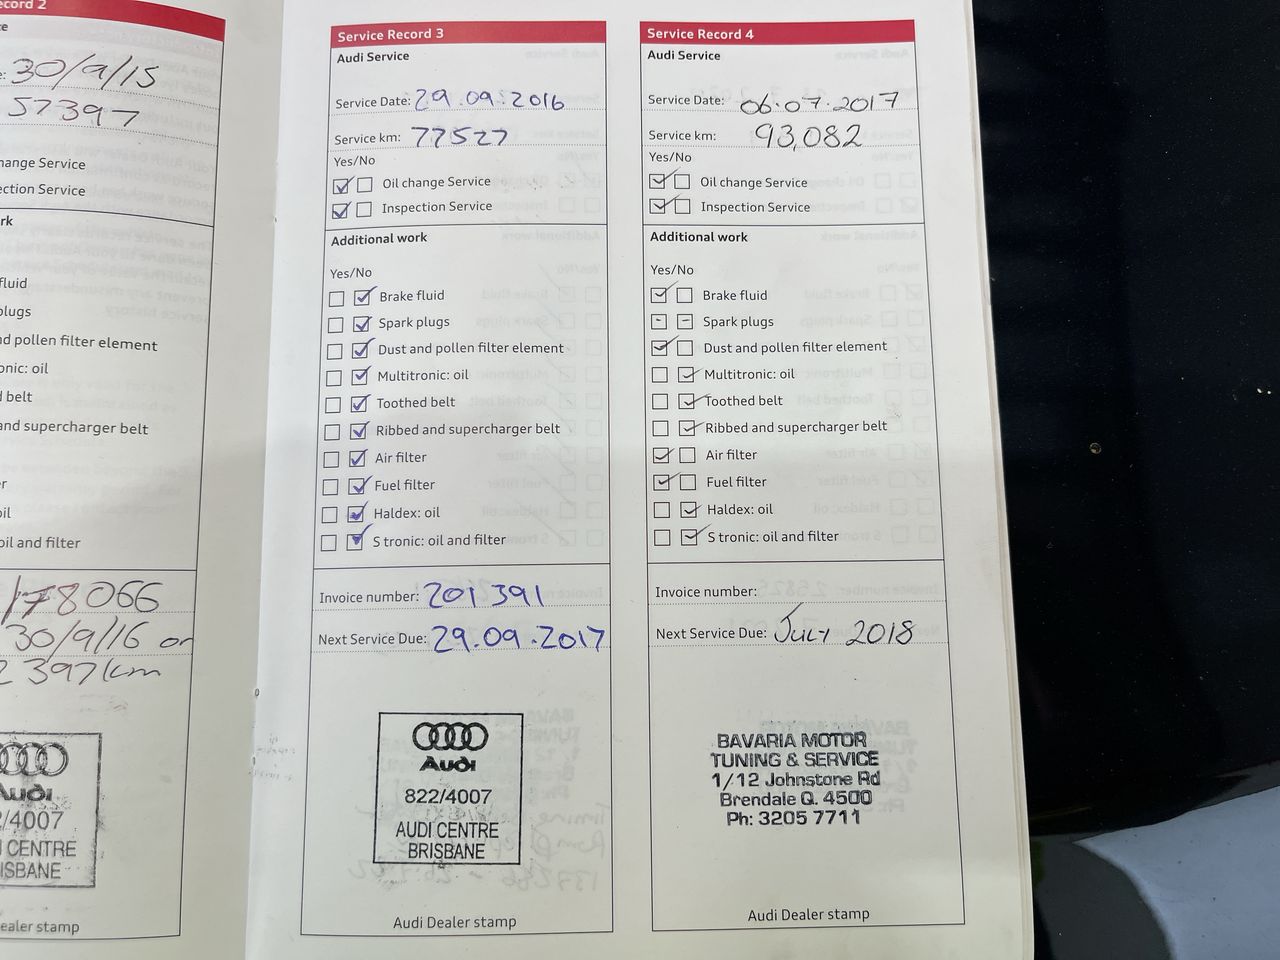 ecord 2
30/9/15
57397
hange Service
ection Service
rk
fluid
plugs
d pollen filter element
onic: oil
d belt
and supercharger belt
r
r
oil
oil and filter
178066
30/9/16 or
2397km
Audi
2/4007
I CENTRE
ISBANE
ealer stamp
Service Record 3
Audi Service
Service Date: 29.09.2016
Service km: 77527
Yes/No
Oil change Service
Inspection Service
Additional work
Yes/No
Brake fluid
Spark plugs
Dust and pollen filter element
Multitronic: oil
Toothed belt
Ribbed and supercharger belt
Air filter
Fuel filter
Haldex: oil
S tronic: oil and filter
Invoice number: 201391
Next Service Due: 29.09.2017
Audi
822/4007
AUDI CENTRE
BRISBANE
Audi Dealer stamp
Service Record 4
Audi Service
Service Date: 06.07.2017
Service km: 93,082
Yes/No
Oil change Service
Inspection Service
Additional work
Yes/No
Brake fluid
Spark plugs
Dust and pollen filter element
Multitronic: oil
Toothed belt
Ribbed and supercharger belt
Air filter
Fuel filter
Haldex: oil
S tronic: oil and filter
Invoice number:
Next Service Due: JULY 2018
BAVARIA MOTOR
TUNING & SERVICE
1/12 Johnstone Rd
Brendale Q. 4500
Ph: 3205 7711
Audi Dealer stamp